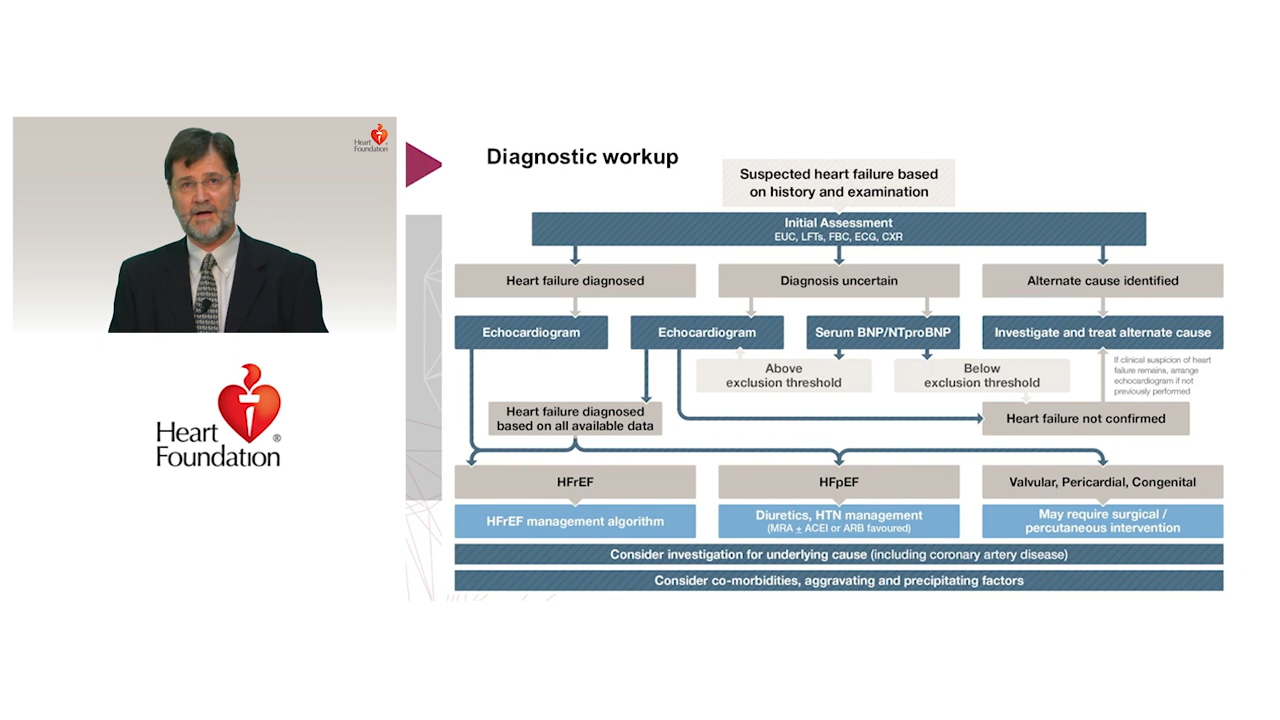 Heart
Foundation
Heart
Foundation
®
Diagnostic workup
Suspected heart failure based
on history and examination
Initial Assessment
EUC, LFTs, FBC, ECG, CXR
Heart failure diagnosed
Diagnosis uncertain
Alternate cause identified
Echocardiogram
Echocardiogram
Serum BNP/NTproBNP
Investigate and treat alternate cause
Above
exclusion threshold
Below
exclusion threshold
If clinical suspicion of heart
failure remains, arrange
echocardiogram if not
previously performed
Heart failure diagnosed
based on all available data
Heart failure not confirmed
HFrEF
HFpEF
Valvular, Pericardial, Congenital
HFrEF management algorithm
Diuretics, HTN management
(MRA ± ACEI or ARB favoured)
May require surgical /
percutaneous intervention
Consider investigation for underlying cause (including coronary artery disease)
Consider co-morbidities, aggravating and precipitating factors